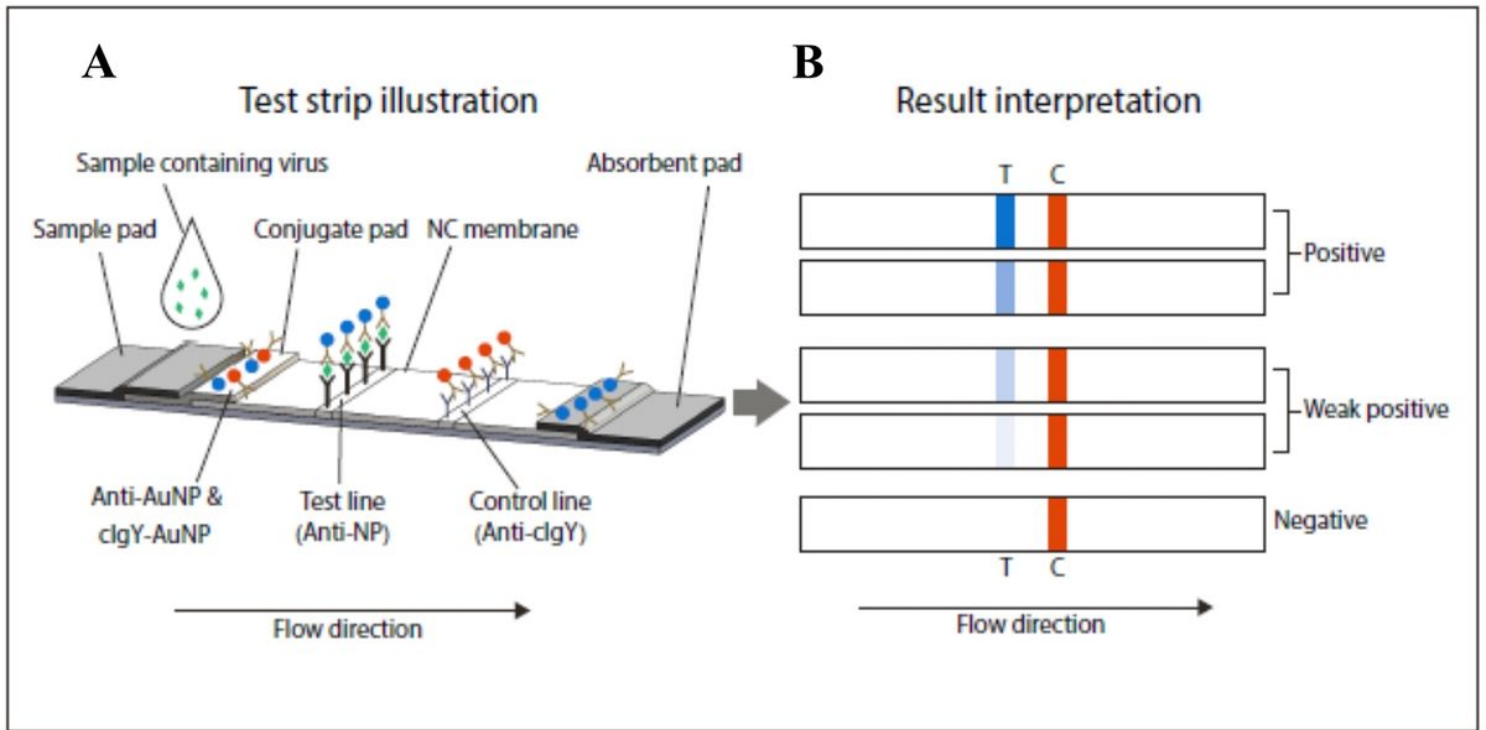 A
Test strip illustration
Sample containing virus
Absorbent pad
Sample pad
Conjugate pad
NC membrane
Anti-AuNP &
cIgY-AuNP
Test line
(Anti-NP)
Control line
(Anti-cIgY)
Flow direction
B
Result interpretation
T C
Positive
Weak positive
Negative
T C
Flow direction